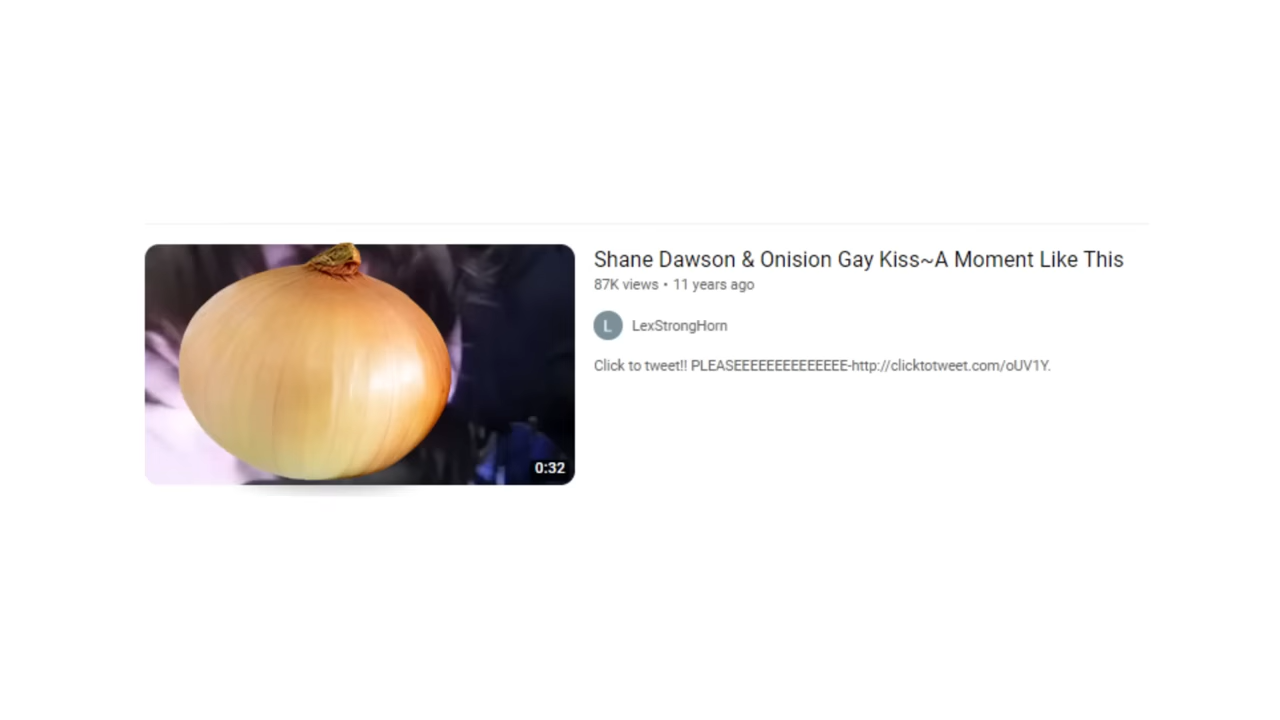 Shane Dawson & Onision Gay Kiss~A Moment Like This
87K views • 11 years ago
L LexStrongHorn
Click to tweet!! PLEASEEEEEEEEEEEEEEE-http://clicktotweet.com/oUV1Y.
0:32